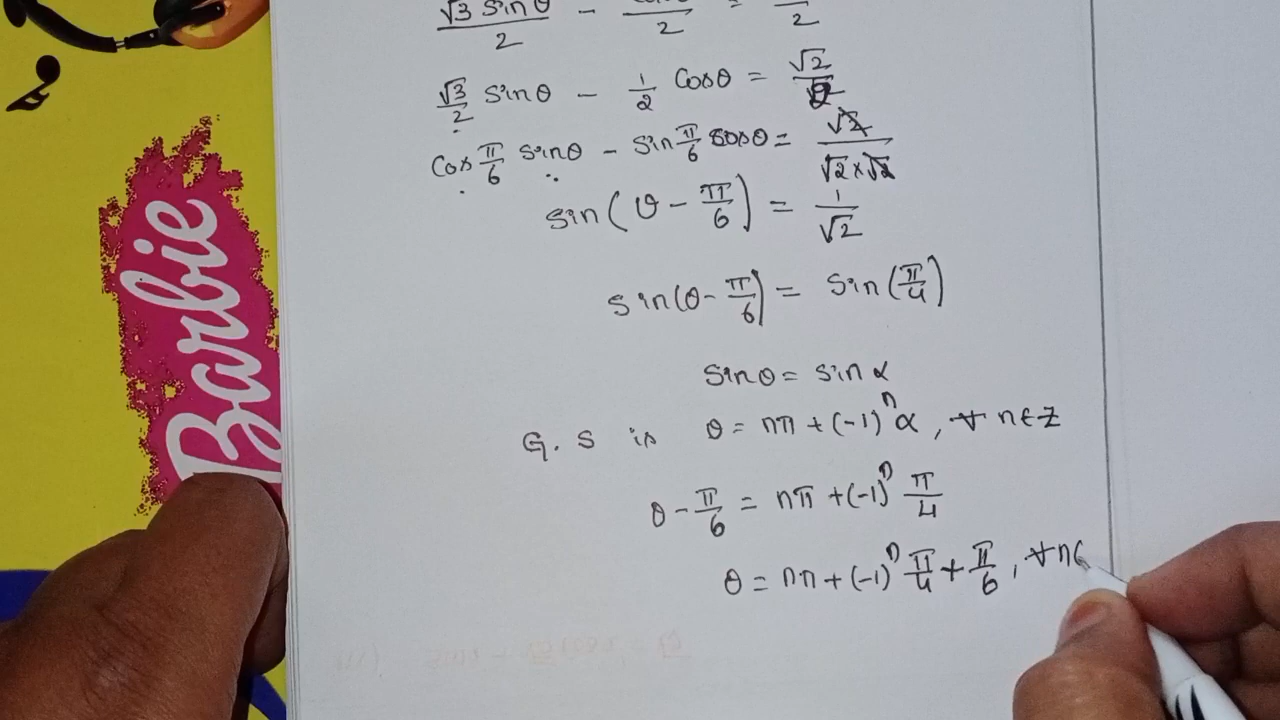 √3 sinθ / 2 - / 2 = / 2
√3/2 sinθ - 1/2 cosθ = √2/2
cos π/6 sinθ - sin π/6 cosθ = √2/√2×√2
sin(θ - π/6) = 1/√2
sin(θ - π/6) = sin(π/4)
sinθ = sin α
G.S is θ = nπ + (-1)ⁿ α, ∀ n∈Z
θ - π/6 = nπ + (-1)ⁿ π/4
θ = nπ + (-1)ⁿ π/4 + π/6, ∀ n∈
Barbie